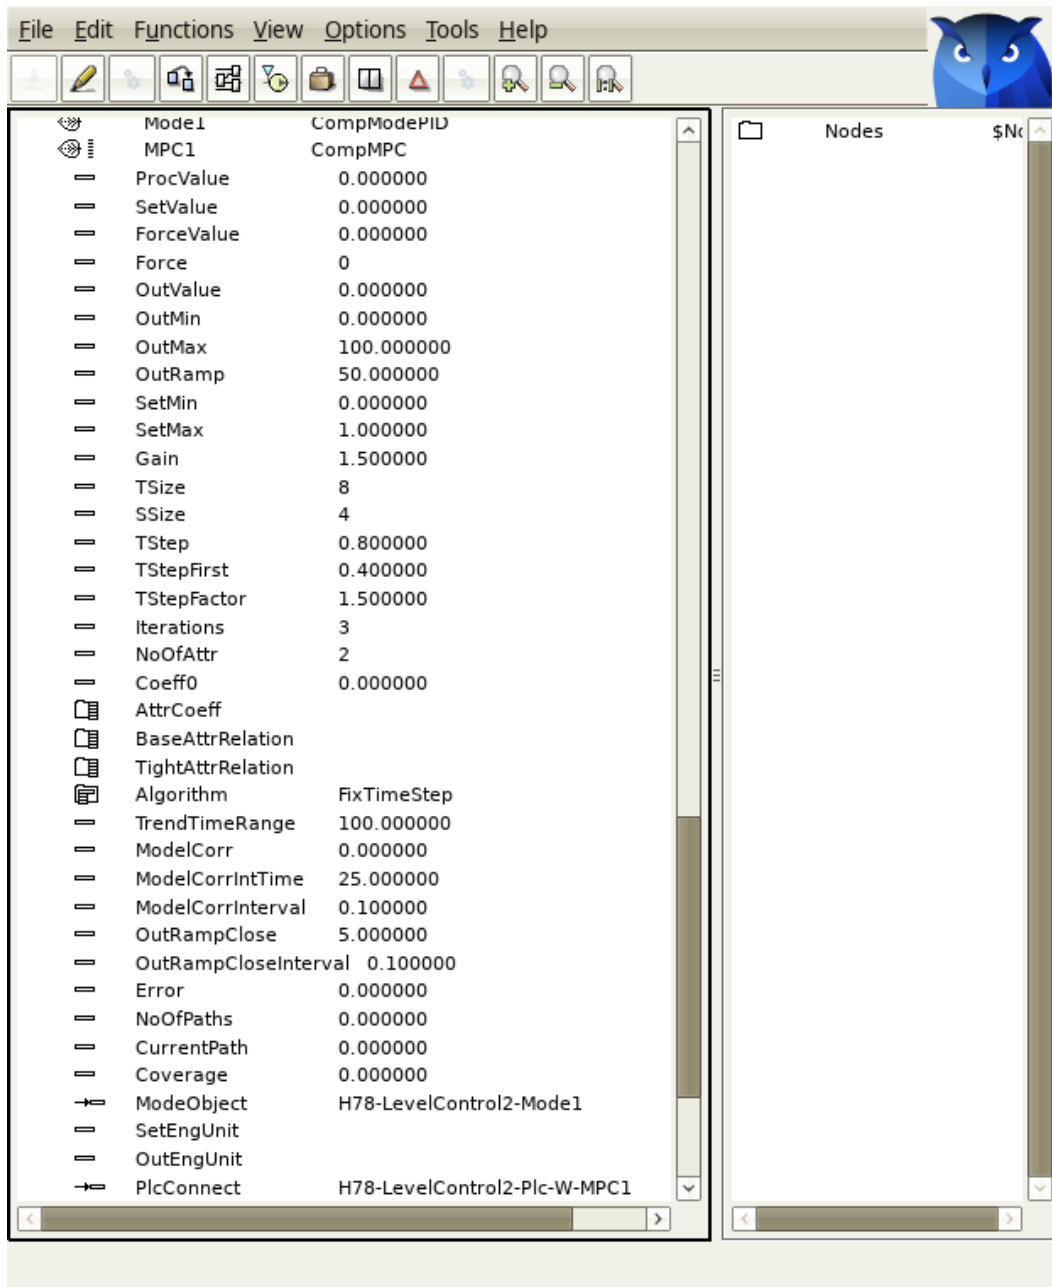 File Edit Functions View Options Tools Help
Mode1 CompModePID
MPC1 CompMPC
ProcValue 0.000000
SetValue 0.000000
ForceValue 0.000000
Force 0
OutValue 0.000000
OutMin 0.000000
OutMax 100.000000
OutRamp 50.000000
SetMin 0.000000
SetMax 1.000000
Gain 1.500000
TSize 8
SSize 4
TStep 0.800000
TStepFirst 0.400000
TStepFactor 1.500000
Iterations 3
NoOfAttr 2
Coeff0 0.000000
AttrCoeff
BaseAttrRelation
TightAttrRelation
Algorithm FixTimeStep
TrendTimeRange 100.000000
ModelCorr 0.000000
ModelCorrIntTime 25.000000
ModelCorrInterval 0.100000
OutRampClose 5.000000
OutRampCloseInterval 0.100000
Error 0.000000
NoOfPaths 0.000000
CurrentPath 0.000000
Coverage 0.000000
ModeObject H78-LevelControl2-Mode1
SetEngUnit
OutEngUnit
PlcConnect H78-LevelControl2-Plc-W-MPC1
Nodes